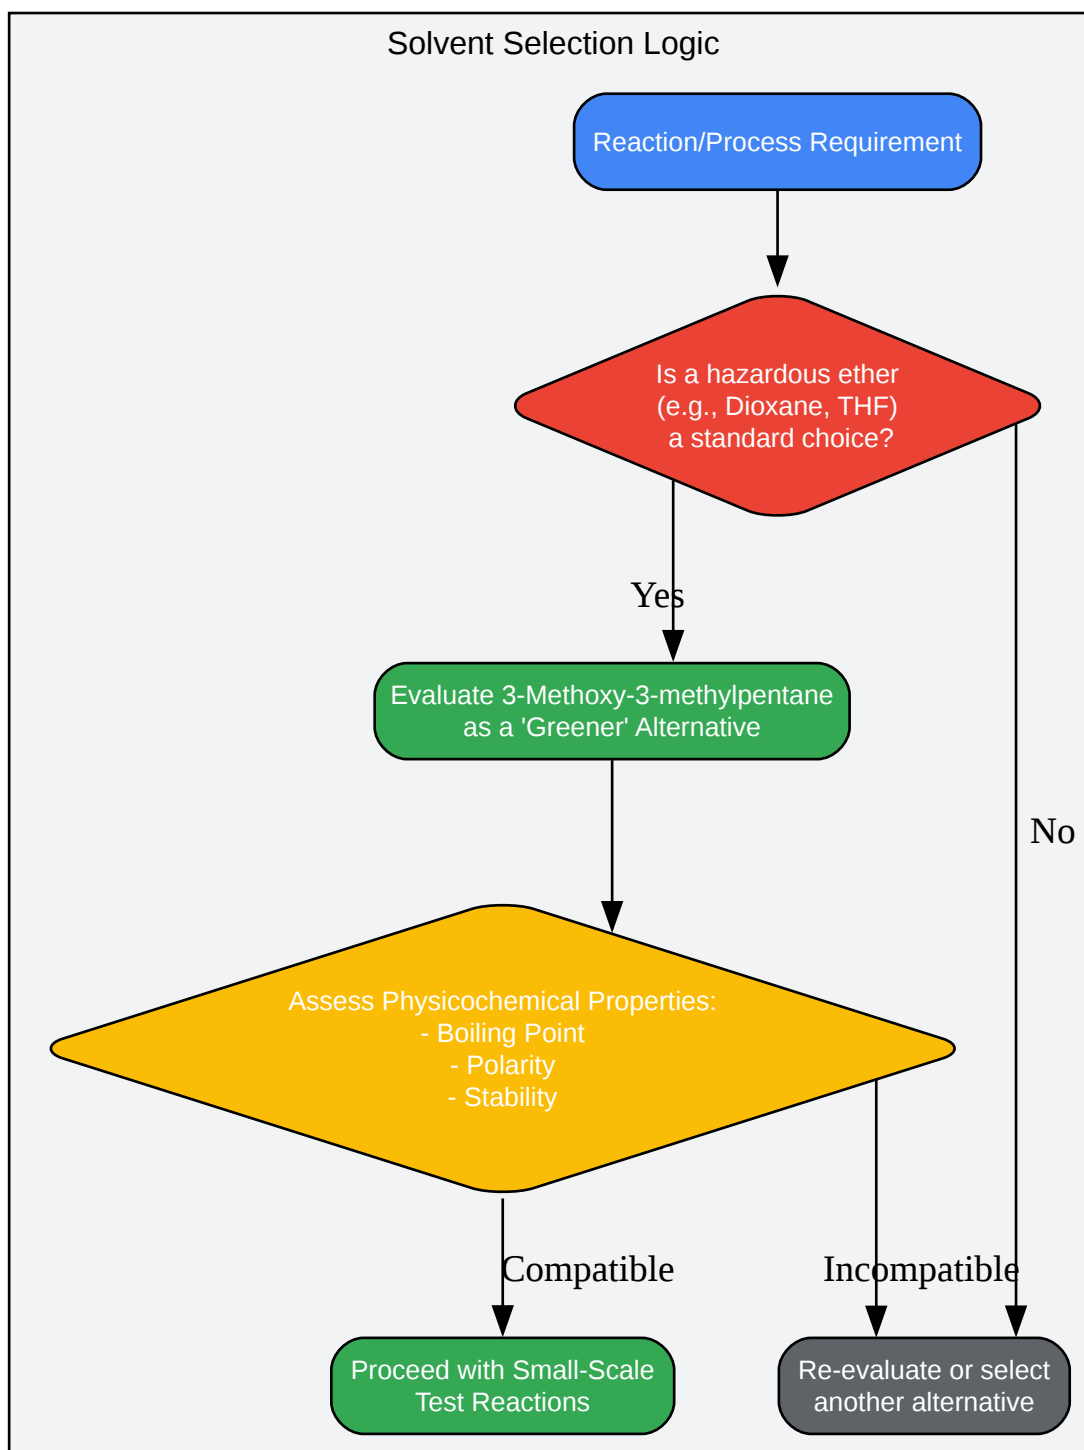 Solvent Selection Logic
Reaction/Process Requirement
Is a hazardous ether
(e.g., Dioxane, THF)
a standard choice?
Yes
Evaluate 3-Methoxy-3-methylpentane
as a 'Greener' Alternative
No
Assess Physicochemical Properties:
- Boiling Point
- Polarity
- Stability
Compatible
Incompatible
Proceed with Small-Scale
Test Reactions
Re-evaluate or select
another alternative